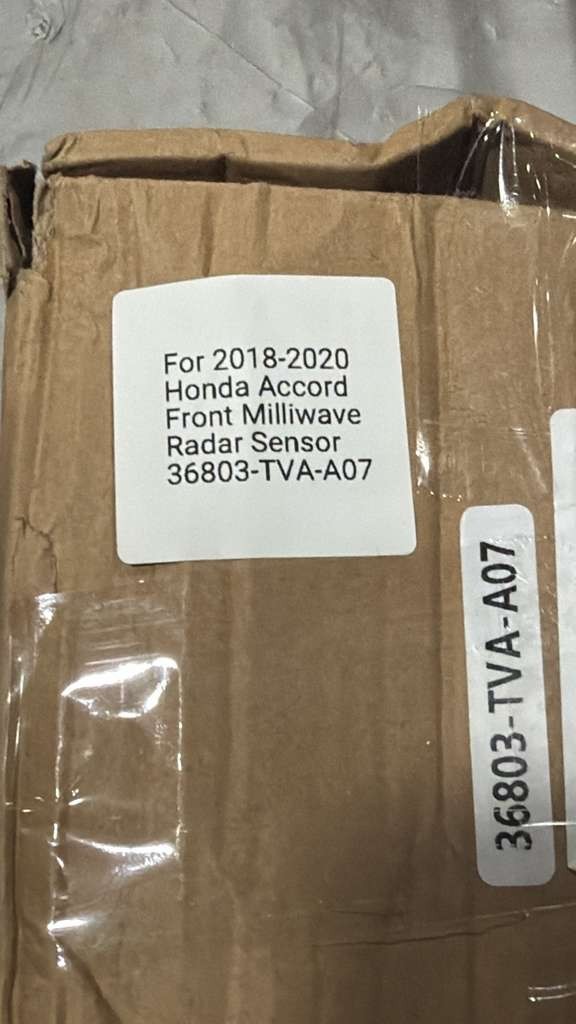 For 2018-2020
Honda Accord
Front Milliwave
Radar Sensor
36803-TVA-A07
36803-TVA-A07